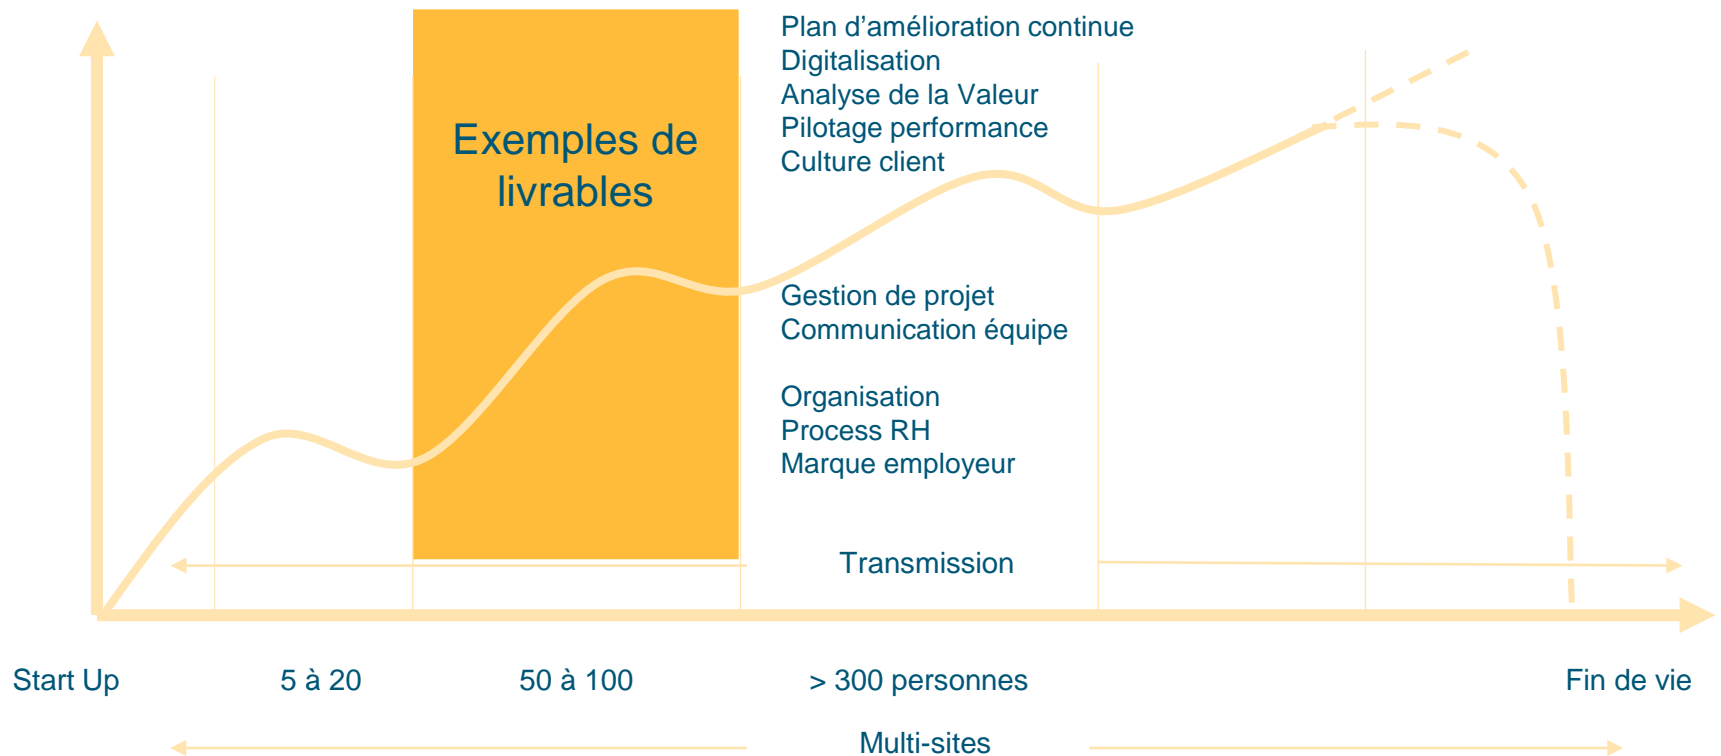 Exemples de
livrables
Plan d’amélioration continue
Digitalisation
Analyse de la Valeur
Pilotage performance
Culture client
Gestion de projet
Communication équipe
Organisation
Process RH
Marque employeur
Transmission
Start Up
5 à 20
50 à 100
> 300 personnes
Fin de vie
Multi-sites